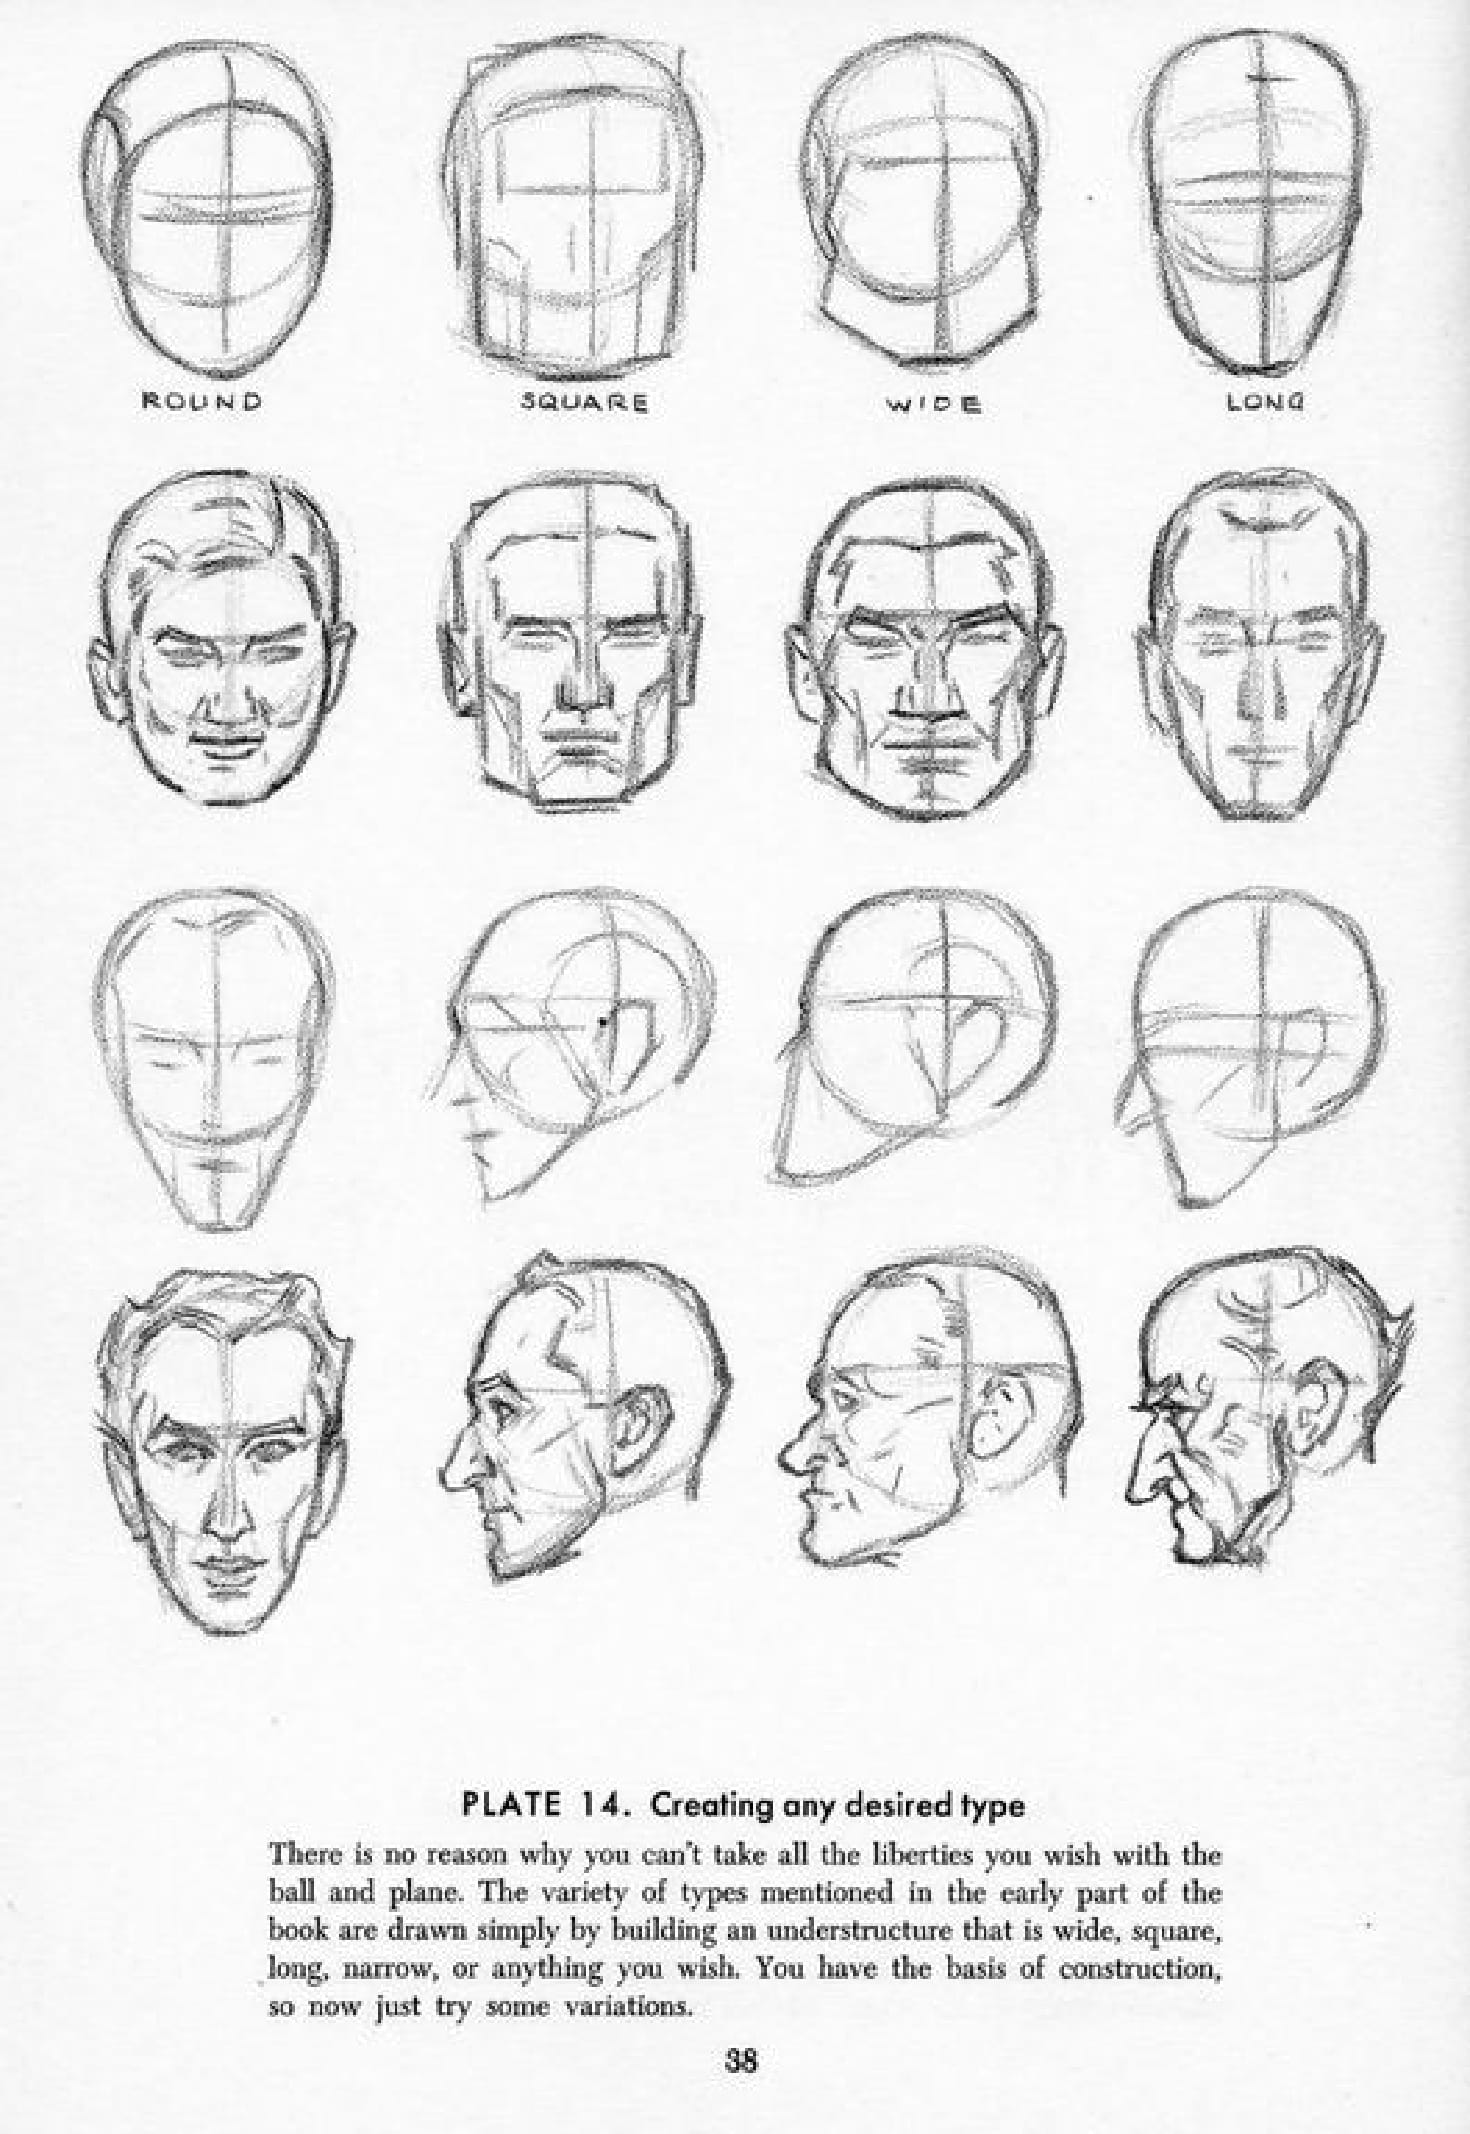 ROUND
SQUARE
WIDE
LONG
PLATE 14. Creating any desired type
There is no reason why you can't take all the liberties you wish with the
ball and plane. The variety of types mentioned in the early part of the
book are drawn simply by building an understructure that is wide, square,
long, narrow, or anything you wish. You have the basis of construction,
so now just try some variations.
38